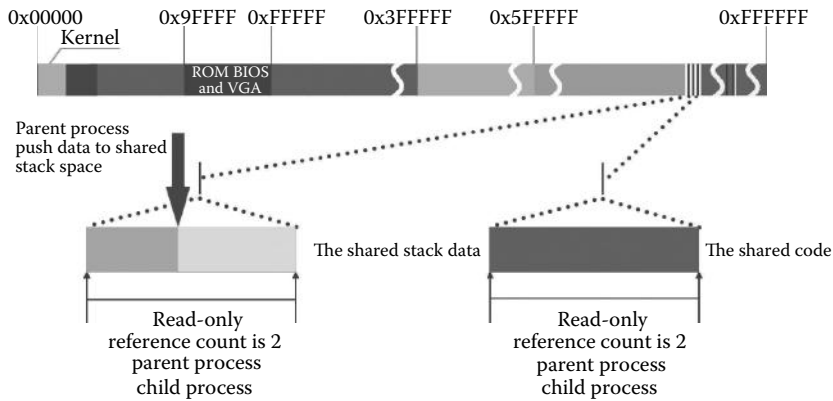 0x00000 0x9FFFF 0xFFFFF 0x3FFFFF 0x5FFFFF 0xFFFFFF
Kernel
ROM BIOS
and VGA
Parent process
push data to shared
stack space
The shared stack data
The shared code
Read-only
reference count is 2
parent process
child process
Read-only
reference count is 2
parent process
child process